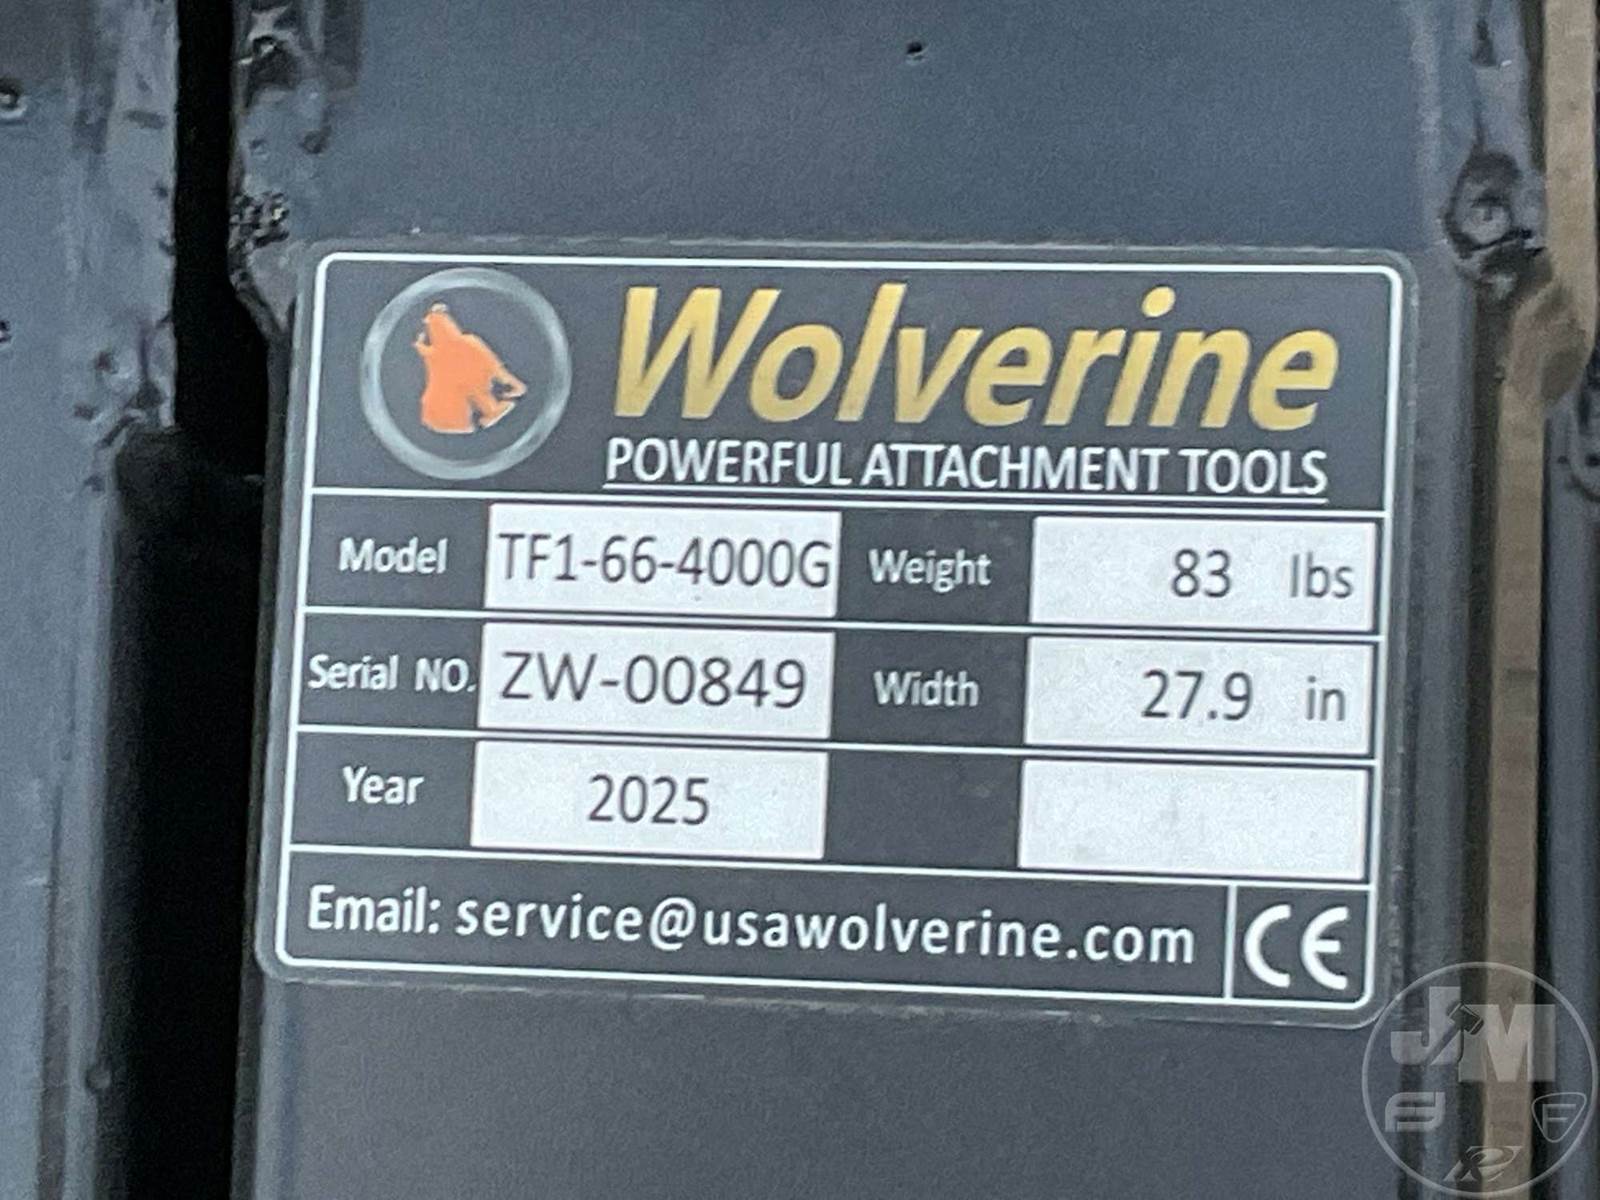 Wolverine
POWERFUL ATTACHMENT TOOLS
Model TF1-66-4000G Weight 83 lbs
Serial NO. ZW-00849 Width 27.9 in
Year 2025
Email: service@usawolverine.com CE
JM